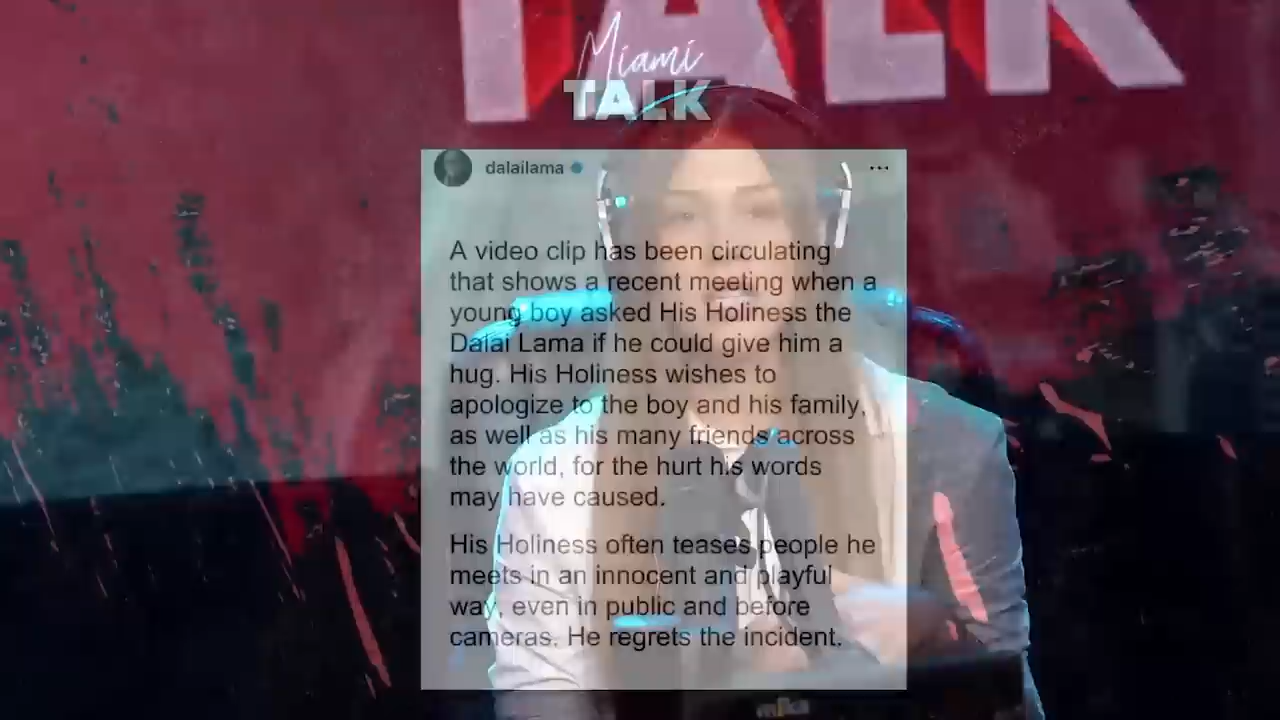 TALK
Miami
TALK
dalailama
A video clip has been circulating
that shows a recent meeting when a
young boy asked His Holiness the
Dalai Lama if he could give him a
hug. His Holiness wishes to
apologize to the boy and his family,
as well as his many friends across
the world, for the hurt his words
may have caused.
His Holiness often teases people he
meets in an innocent and playful
way, even in public and before
cameras. He regrets the incident.
mika